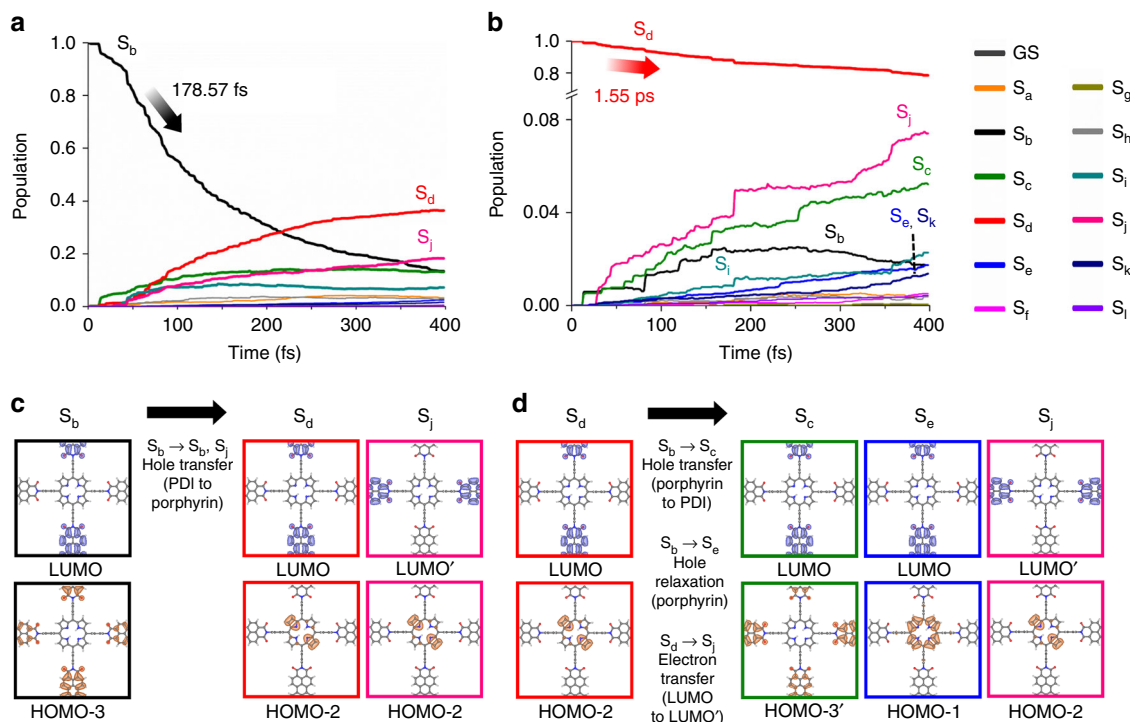 a
Population
1.0
0.8
0.6
0.4
0.2
0.0
0
100
200
300
400
Time (fs)
S_b
178.57 fs
S_d
S_j
b
Population
1.0
0.8
0.08
0.04
0.00
0
100
200
300
400
Time (fs)
S_d
1.55 ps
S_j
S_c
S_e, S_k
S_b
S_i
GS
S_a
S_b
S_c
S_d
S_e
S_f
S_g
S_h
S_i
S_j
S_k
S_l
c
S_b
S_b → S_b, S_j
Hole transfer
(PDI to
porphyrin)
S_d
S_j
LUMO
LUMO
LUMO′
HOMO-3
HOMO-2
HOMO-2
d
S_d
S_b → S_c
Hole transfer
(porphyrin
to PDI)
S_b → S_e
Hole
relaxation
(porphyrin)
S_d → S_j
Electron
transfer
(LUMO
to LUMO′)
S_c
S_e
S_j
LUMO
LUMO
LUMO
LUMO′
HOMO-2
HOMO-3′
HOMO-1
HOMO-2